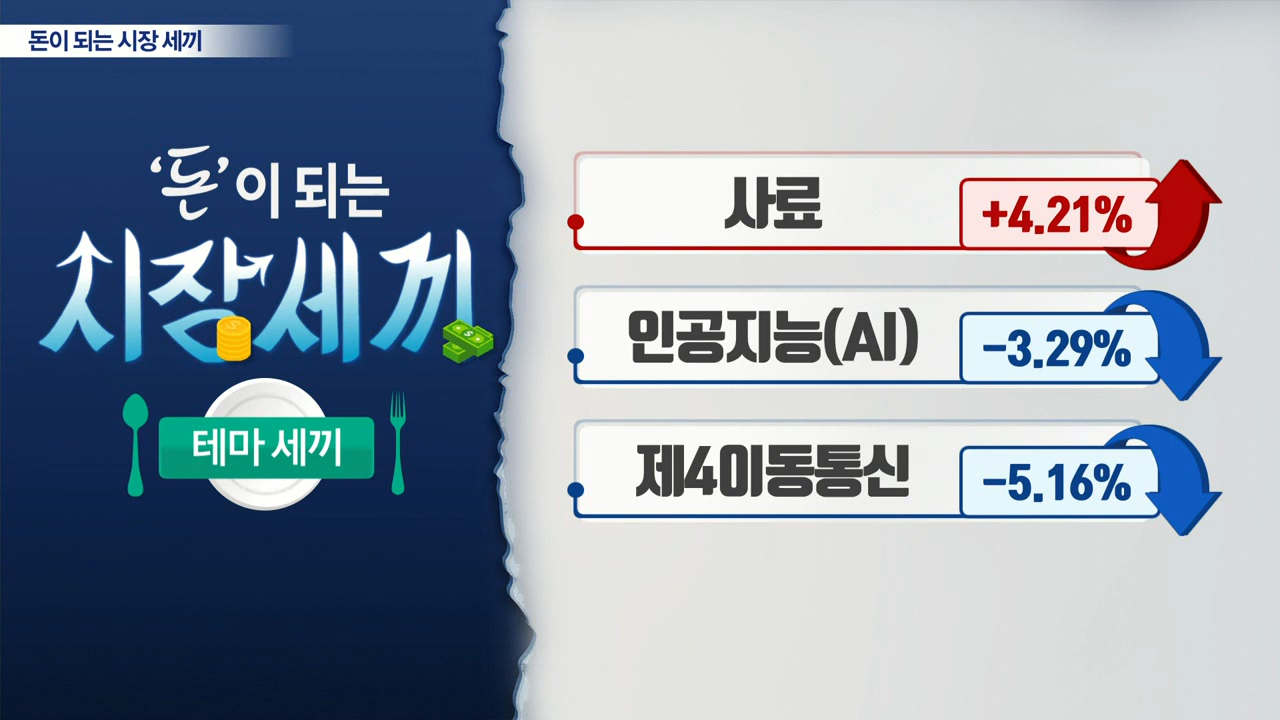 돈이 되는 시장 세끼
‘돈’이 되는
시장세끼
테마 세끼
사료
+4.21%
인공지능(AI)
-3.29%
제4이동통신
-5.16%